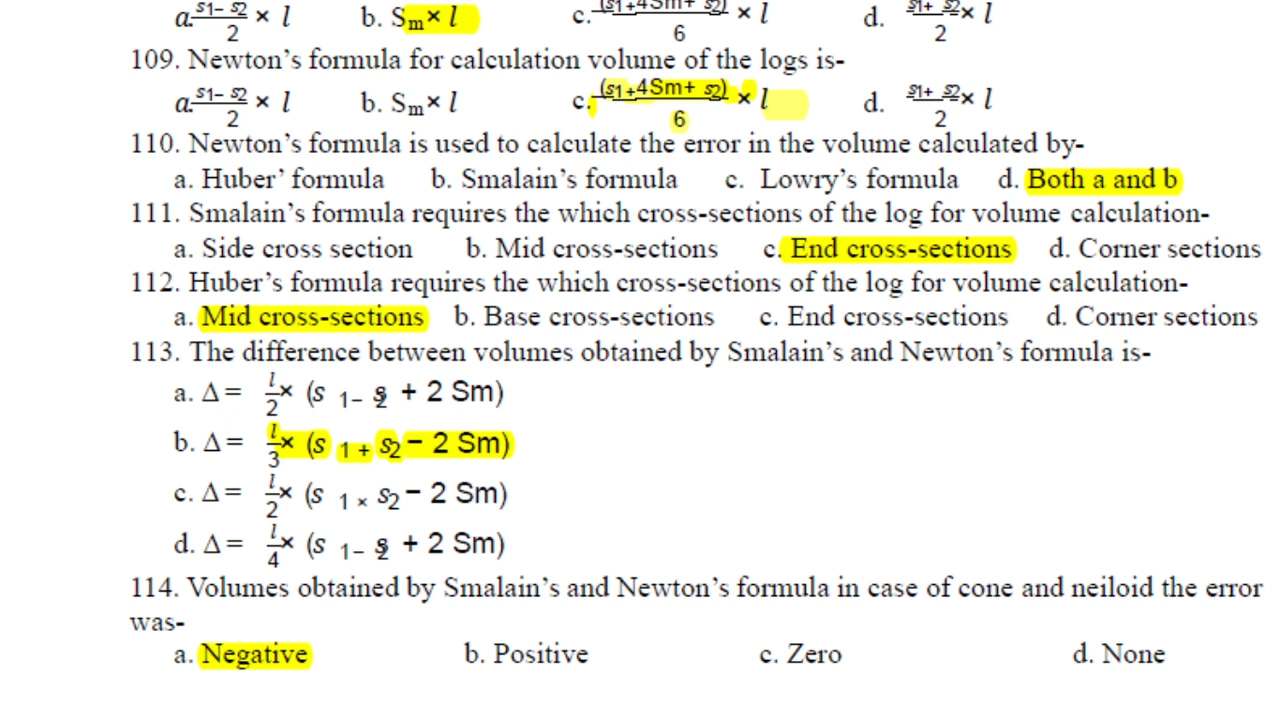 a. s1− s2/2 × l b. Sm× l c. (s1+4Sm+ s2)/6 × l d. s1+ s2/2 × l
109. Newton's formula for calculation volume of the logs is-
a. s1− s2/2 × l b. Sm× l c. (s1+4Sm+ s2)/6 × l d. s1+ s2/2 × l
110. Newton's formula is used to calculate the error in the volume calculated by-
a. Huber' formula b. Smalain's formula c. Lowry's formula d. Both a and b
111. Smalain's formula requires the which cross-sections of the log for volume calculation-
a. Side cross section b. Mid cross-sections c. End cross-sections d. Corner sections
112. Huber's formula requires the which cross-sections of the log for volume calculation-
a. Mid cross-sections b. Base cross-sections c. End cross-sections d. Corner sections
113. The difference between volumes obtained by Smalain's and Newton's formula is-
a. Δ = l/2 × (s 1− s2 + 2 Sm)
b. Δ = l/3 × (s 1 + s2 − 2 Sm)
c. Δ = l/2 × (s 1 × s2 − 2 Sm)
d. Δ = l/4 × (s 1− s2 + 2 Sm)
114. Volumes obtained by Smalain's and Newton's formula in case of cone and neiloid the error
was-
a. Negative b. Positive c. Zero d. None